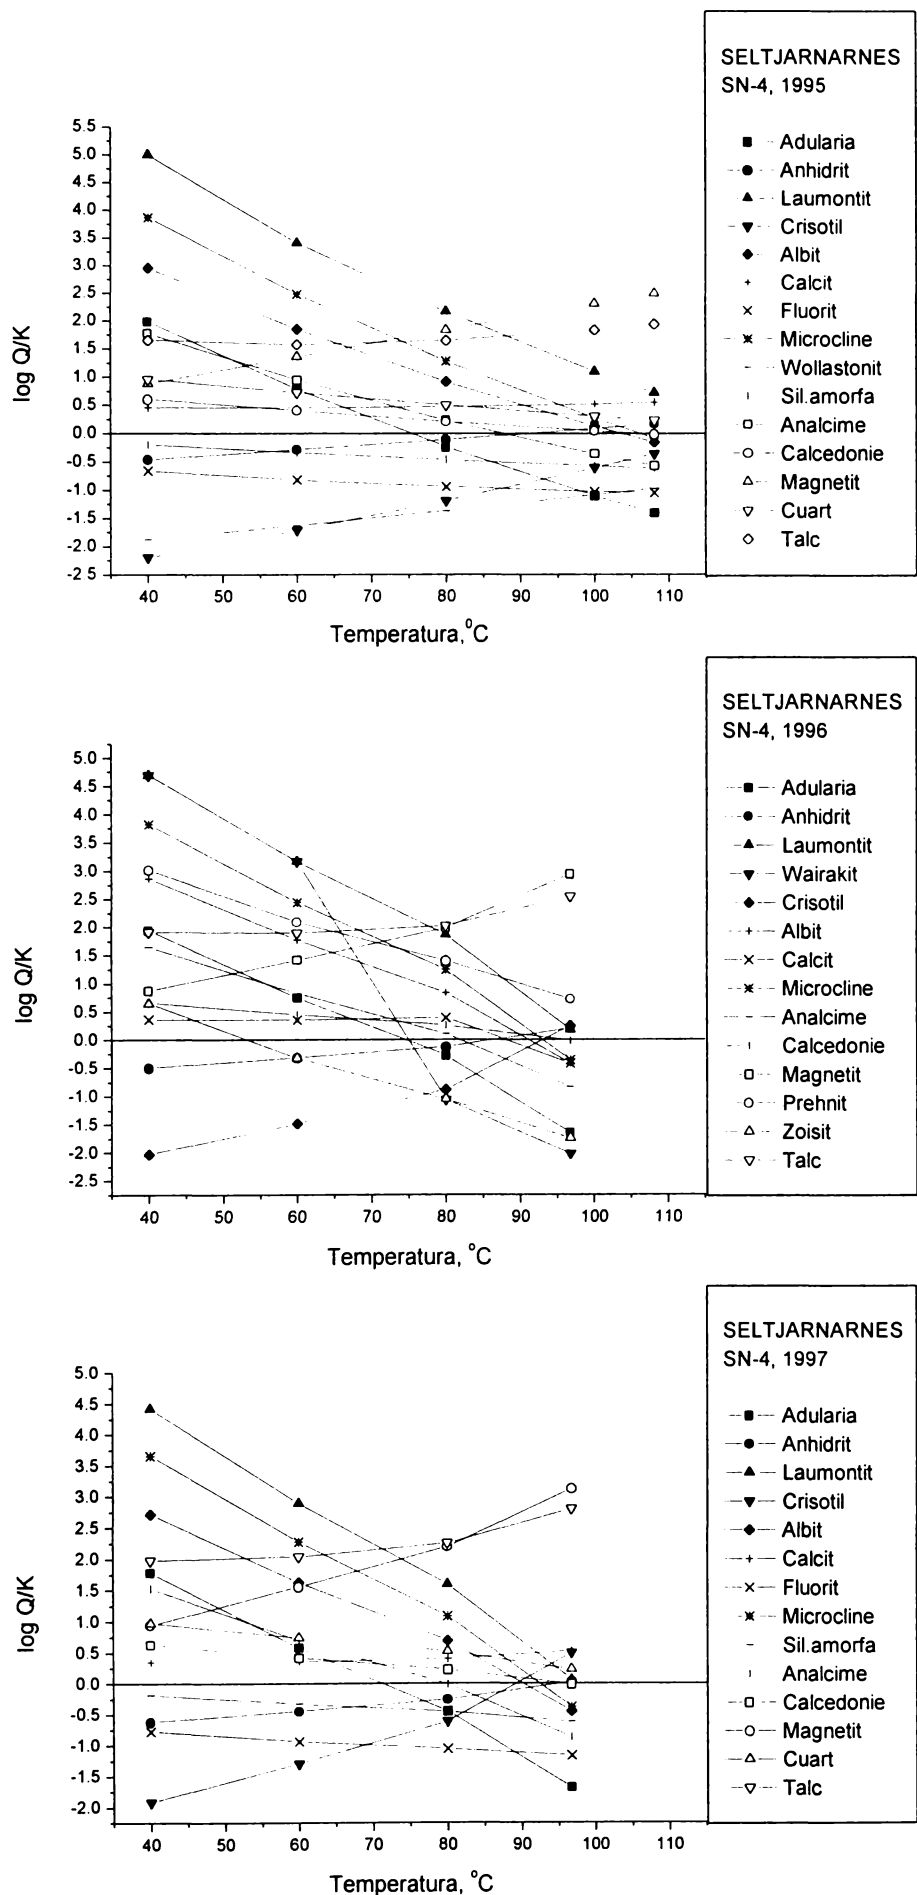 SELTJARNARNES
SN-4, 1995
Adularia
Anhidrit
Laumontit
Crisotil
Albit
Calcit
Fluorit
Microcline
Wollastonit
Sil.amorfa
Analcime
Calcedonie
Magnetit
Cuart
Talc
5.5
5.0
4.5
4.0
3.5
3.0
2.5
2.0
1.5
1.0
0.5
0.0
-0.5
-1.0
-1.5
-2.0
-2.5
log Q/K
40 50 60 70 80 90 100 110
Temperatura,°C
SELTJARNARNES
SN-4, 1996
Adularia
Anhidrit
Laumontit
Wairakit
Crisotil
Albit
Calcit
Microcline
Analcime
Calcedonie
Magnetit
Prehnit
Zoisit
Talc
5.0
4.5
4.0
3.5
3.0
2.5
2.0
1.5
1.0
0.5
0.0
-0.5
-1.0
-1.5
-2.0
-2.5
log Q/K
40 50 60 70 80 90 100 110
Temperatura, °C
SELTJARNARNES
SN-4, 1997
Adularia
Anhidrit
Laumontit
Crisotil
Albit
Calcit
Fluorit
Microcline
Sil.amorfa
Analcime
Calcedonie
Magnetit
Cuart
Talc
5.0
4.5
4.0
3.5
3.0
2.5
2.0
1.5
1.0
0.5
0.0
-0.5
-1.0
-1.5
-2.0
log Q/K
40 50 60 70 80 90 100 110
Temperatura, °C